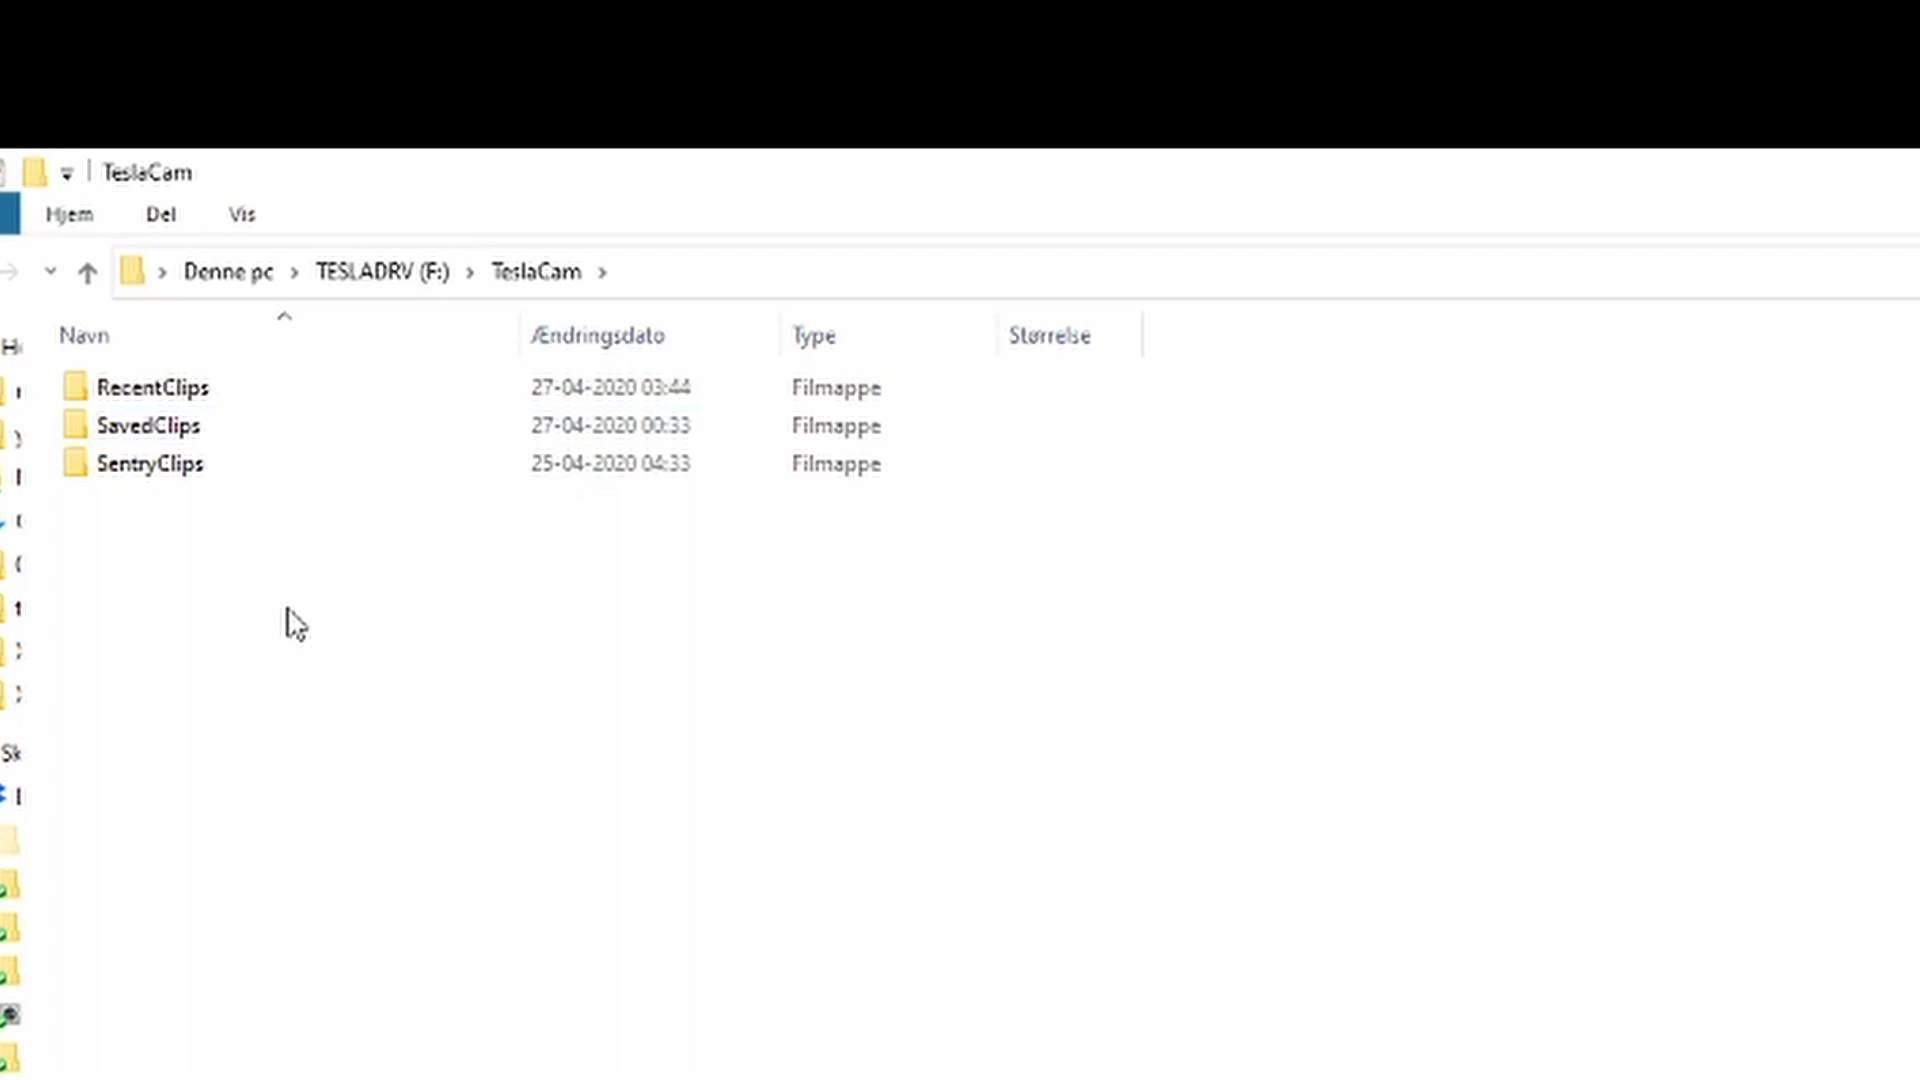 TeslaCam
Hjem Del Vis
Denne pc TESLADRV (F:) TeslaCam
Navn Ændringsdato Type Størrelse
RecentClips 27-04-2020 03:44 Filmappe
SavedClips 27-04-2020 00:33 Filmappe
SentryClips 25-04-2020 04:33 Filmappe